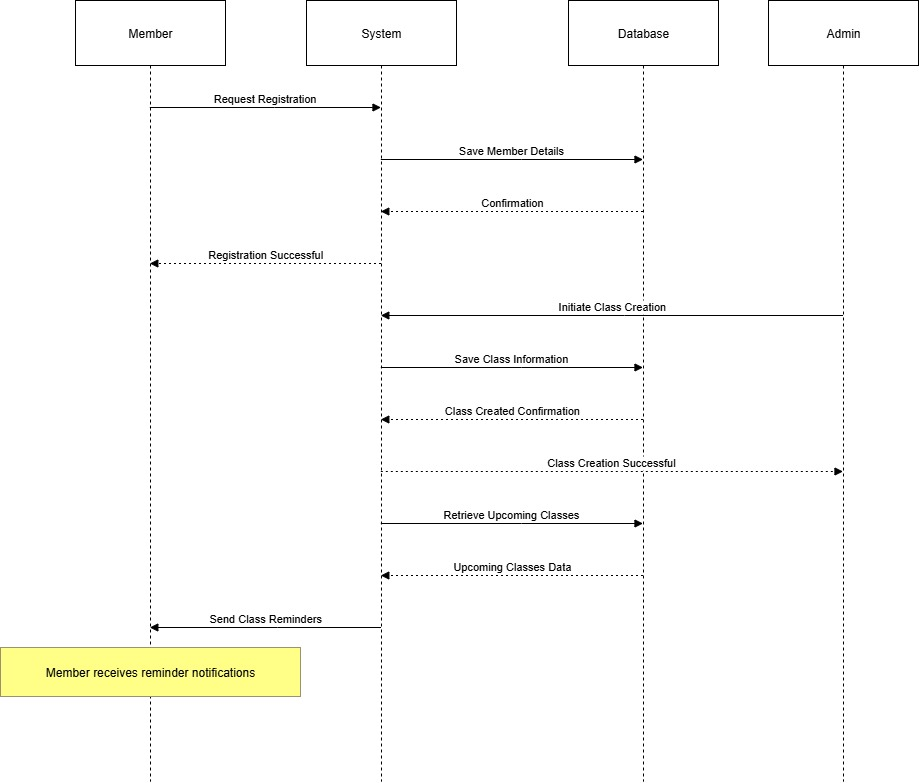 Member
System
Database
Admin
Request Registration
Save Member Details
Confirmation
Registration Successful
Initiate Class Creation
Save Class Information
Class Created Confirmation
Class Creation Successful
Retrieve Upcoming Classes
Upcoming Classes Data
Send Class Reminders
Member receives reminder notifications